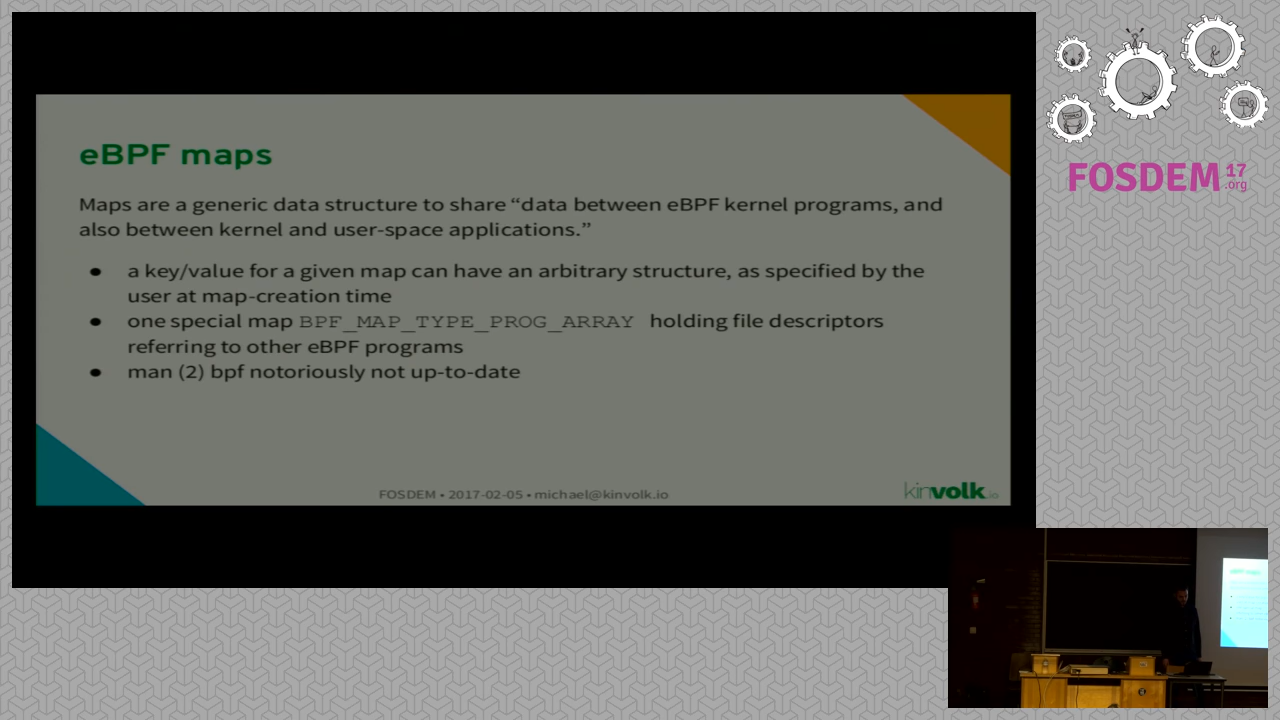 eBPF maps
Maps are a generic data structure to share “data between eBPF kernel programs, and
also between kernel and user-space applications.”
● a key/value for a given map can have an arbitrary structure, as specified by the
user at map-creation time
● one special map BPF_MAP_TYPE_PROG_ARRAY holding file descriptors
referring to other eBPF programs
● man (2) bpf notoriously not up-to-date
FOSDEM • 2017-02-05 • michael@kinvolk.io
kinvolk.io
FOSDEM 17
.org